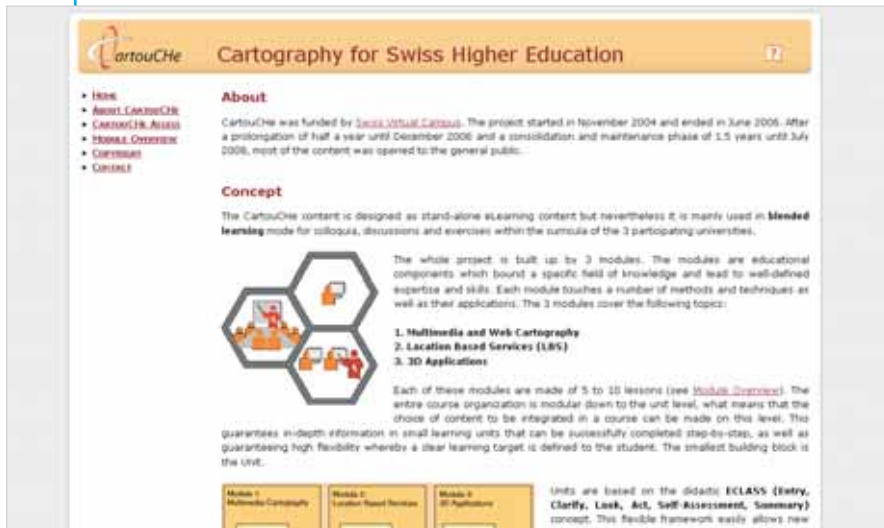 CartouCHe
Cartography for Swiss Higher Education
?
Home
About CartouCHe
CartouCHe Access
Module Overview
Copyright
Contact
About
CartouCHe was funded by Swiss Virtual Campus. The project started in November 2004 and ended in June 2006. After
a prolongation of half a year until December 2006 and a consolidation and maintenance phase of 1.5 years until July
2008, most of the content was opened to the general public.
Concept
The CartouCHe content is designed as stand-alone eLearning content but nevertheless it is mainly used in blended
learning mode for colloquia, discussions and exercises within the curricula of the 3 participating universities.
The whole project is built up by 3 modules. The modules are educational
components which bound a specific field of knowledge and lead to well-defined
expertise and skills. Each module touches a number of methods and techniques as
well as their applications. The 3 modules cover the following topics:
1. Multimedia and Web Cartography
2. Location Based Services (LBS)
3. 3D Applications
Each of these modules are made of 5 to 10 lessons (see Module Overview). The
entire course organization is modular down to the unit level, what means that the
choice of content to be integrated in a course can be made on this level. This
guarantees in-depth information in small learning units that can be successfully completed step-by-step, as well as
guaranteeing high flexibility whereby a clear learning target is defined to the student. The smallest building block is
the Unit.
Module 1
Multimedia Cartography
Module 2
Location Based Services
Module 3
3D Applications
Units are based on the didactic ECLASS (Entry,
Clarify, Look, Act, Self-Assessment, Summary)
concept. This flexible framework easily allows new